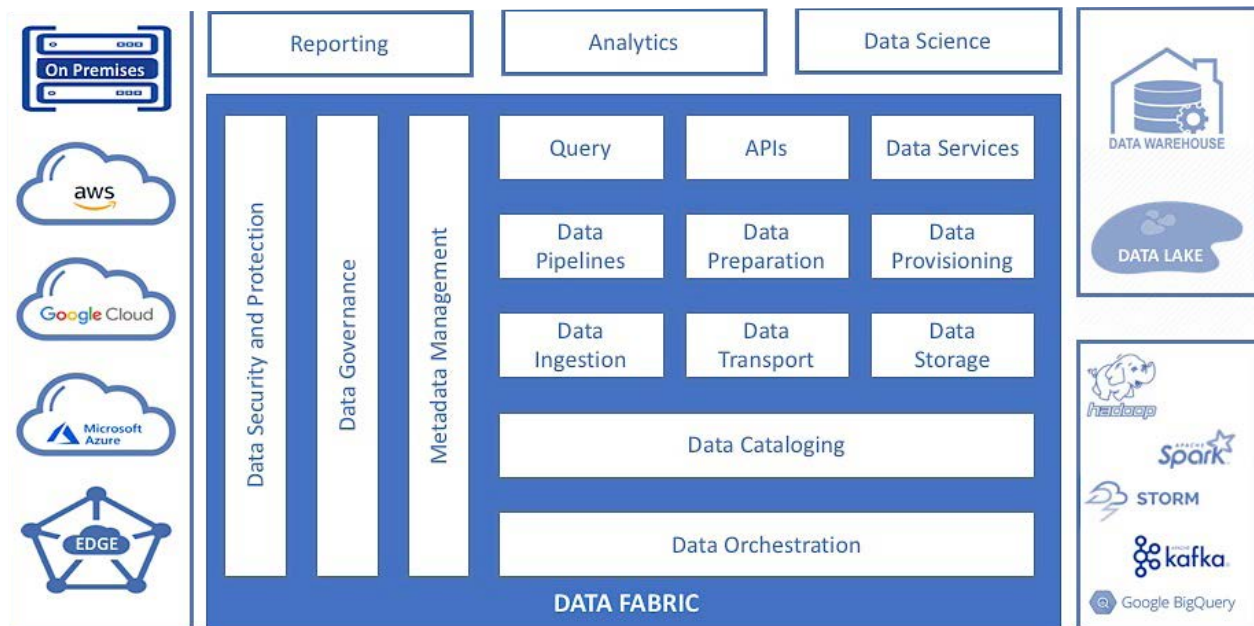 On Premises
aws
Google Cloud
Microsoft
Azure
EDGE
Reporting
Analytics
Data Science
Data Security and Protection
Data Governance
Metadata Management
Query
APIs
Data Services
Data
Pipelines
Data
Preparation
Data
Provisioning
Data
Ingestion
Data
Transport
Data
Storage
Data Cataloging
Data Orchestration
DATA FABRIC
DATA WAREHOUSE
DATA LAKE
hadoop
APACHE
Spark
STORM
APACHE
kafka
Google BigQuery